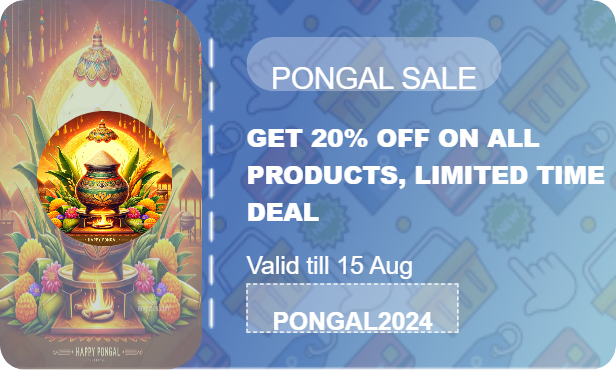 PONGAL SALE
GET 20% OFF ON ALL
PRODUCTS, LIMITED TIME
DEAL
Valid till 15 Aug
PONGAL2024
HAPPY PONGAL